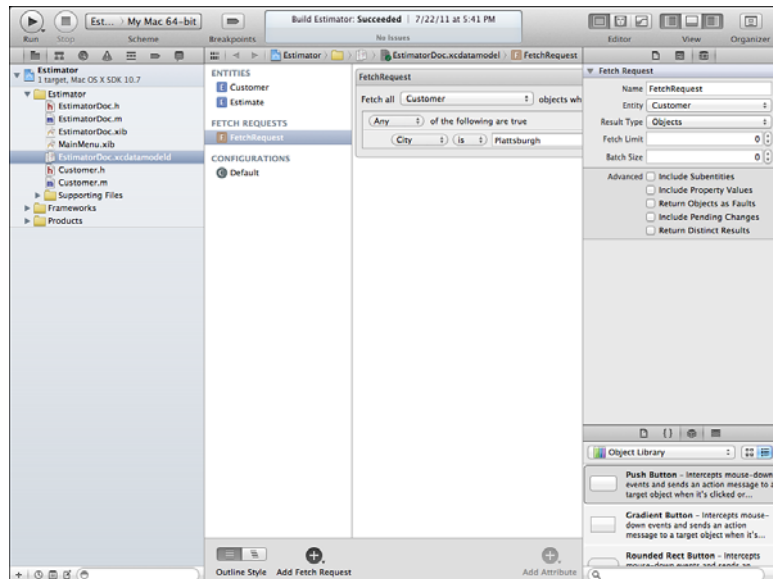 Build Estimator: Succeeded | 7/22/11 at 5:41 PM
No Issues
Est... My Mac 64-bit
Run Stop Scheme Breakpoints Editor View Organizer
Estimator EstimatorDoc.xcdatamodel FetchRequest
Estimator
1 target, Mac OS X SDK 10.7
Estimator
EstimatorDoc.h
EstimatorDoc.m
EstimatorDoc.xib
MainMenu.xib
EstimatorDoc.xcdatamodeld
Customer.h
Customer.m
Supporting Files
Frameworks
Products
ENTITIES
Customer
Estimate
FETCH REQUESTS
FetchRequest
CONFIGURATIONS
Default
Outline Style Add Fetch Request Add Attribute
FetchRequest
Fetch all Customer objects wh
Any of the following are true
City is Plattsburgh
Fetch Request
Name FetchRequest
Entity Customer
Result Type Objects
Fetch Limit 0
Batch Size 0
Advanced Include Subentities
Include Property Values
Return Objects as Faults
Include Pending Changes
Return Distinct Results
Object Library
Push Button – Intercepts mouse-down
events and sends an action message to a
target object when it's clicked or...
Gradient Button – Intercepts mouse-
down events and sends an action
message to a target object when it's...
Rounded Rect Button – Intercepts
mouse-down events and sends an